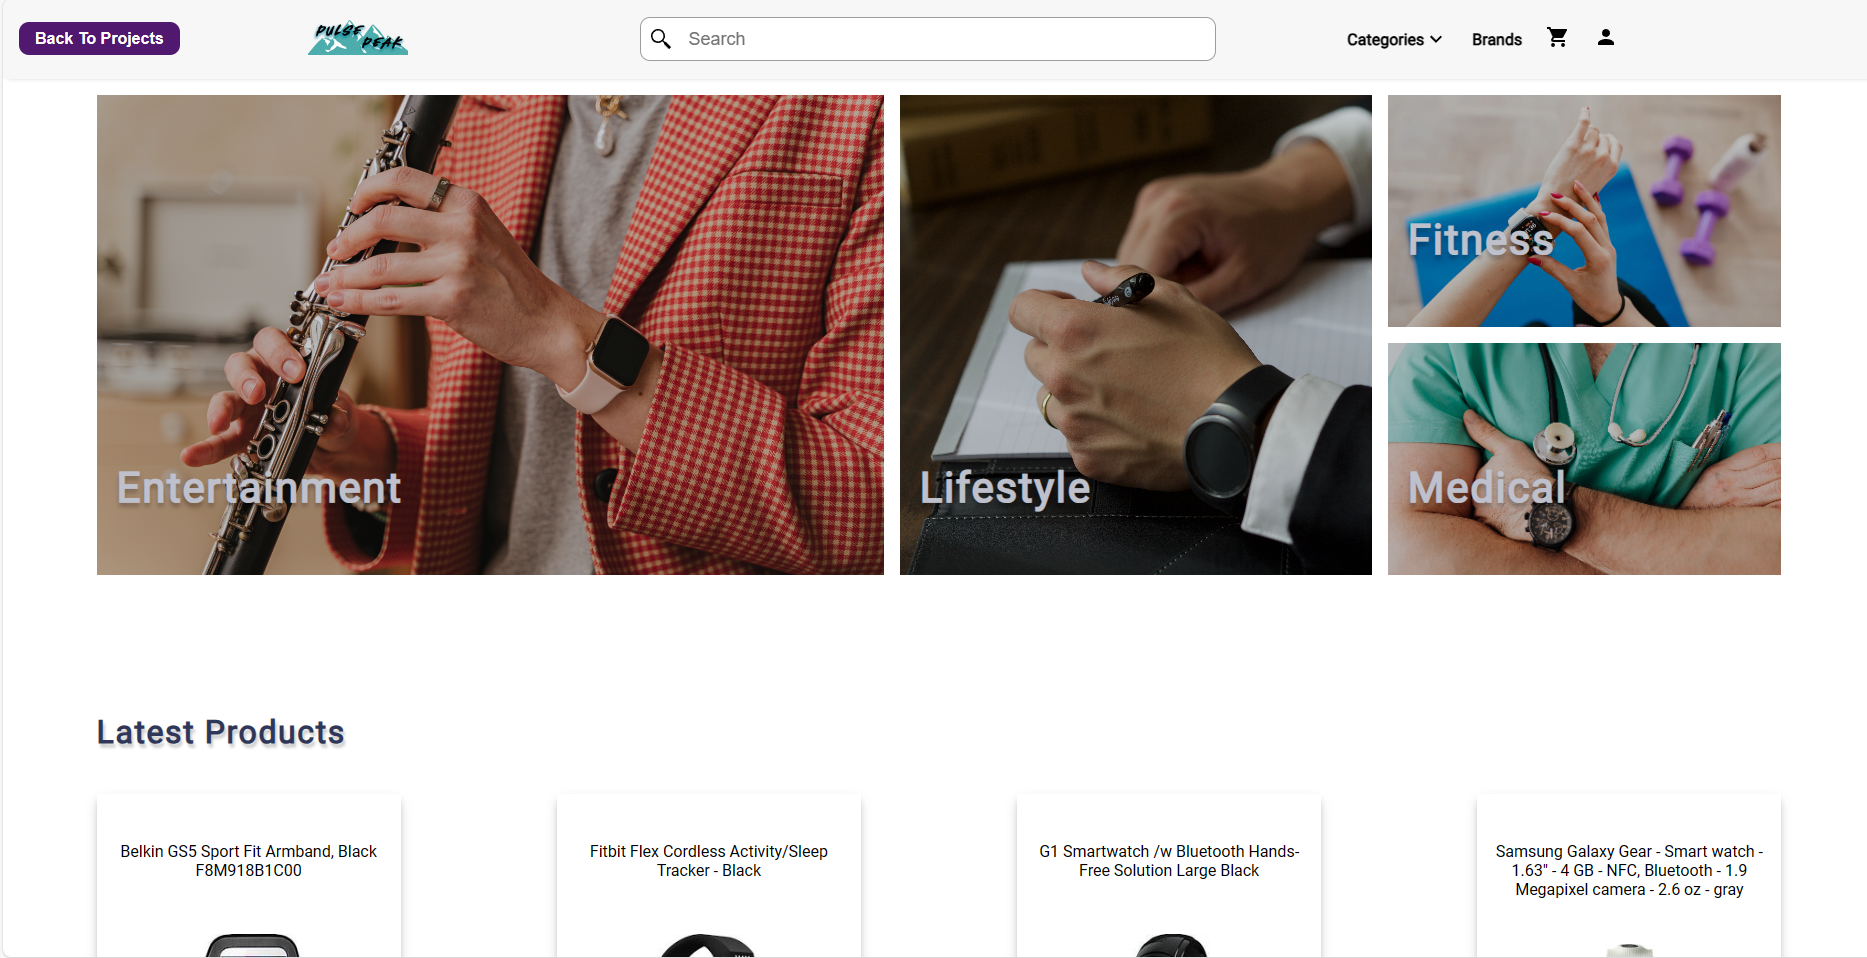 Back To Projects
PULSE PEAK
Search
Categories
Brands
Entertainment
Lifestyle
Fitness
Medical
Latest Products
Belkin GS5 Sport Fit Armband, Black
F8M918B1C00
Fitbit Flex Cordless Activity/Sleep
Tracker - Black
G1 Smartwatch /w Bluetooth Hands-
Free Solution Large Black
Samsung Galaxy Gear - Smart watch -
1.63" - 4 GB - NFC, Bluetooth - 1.9
Megapixel camera - 2.6 oz - gray